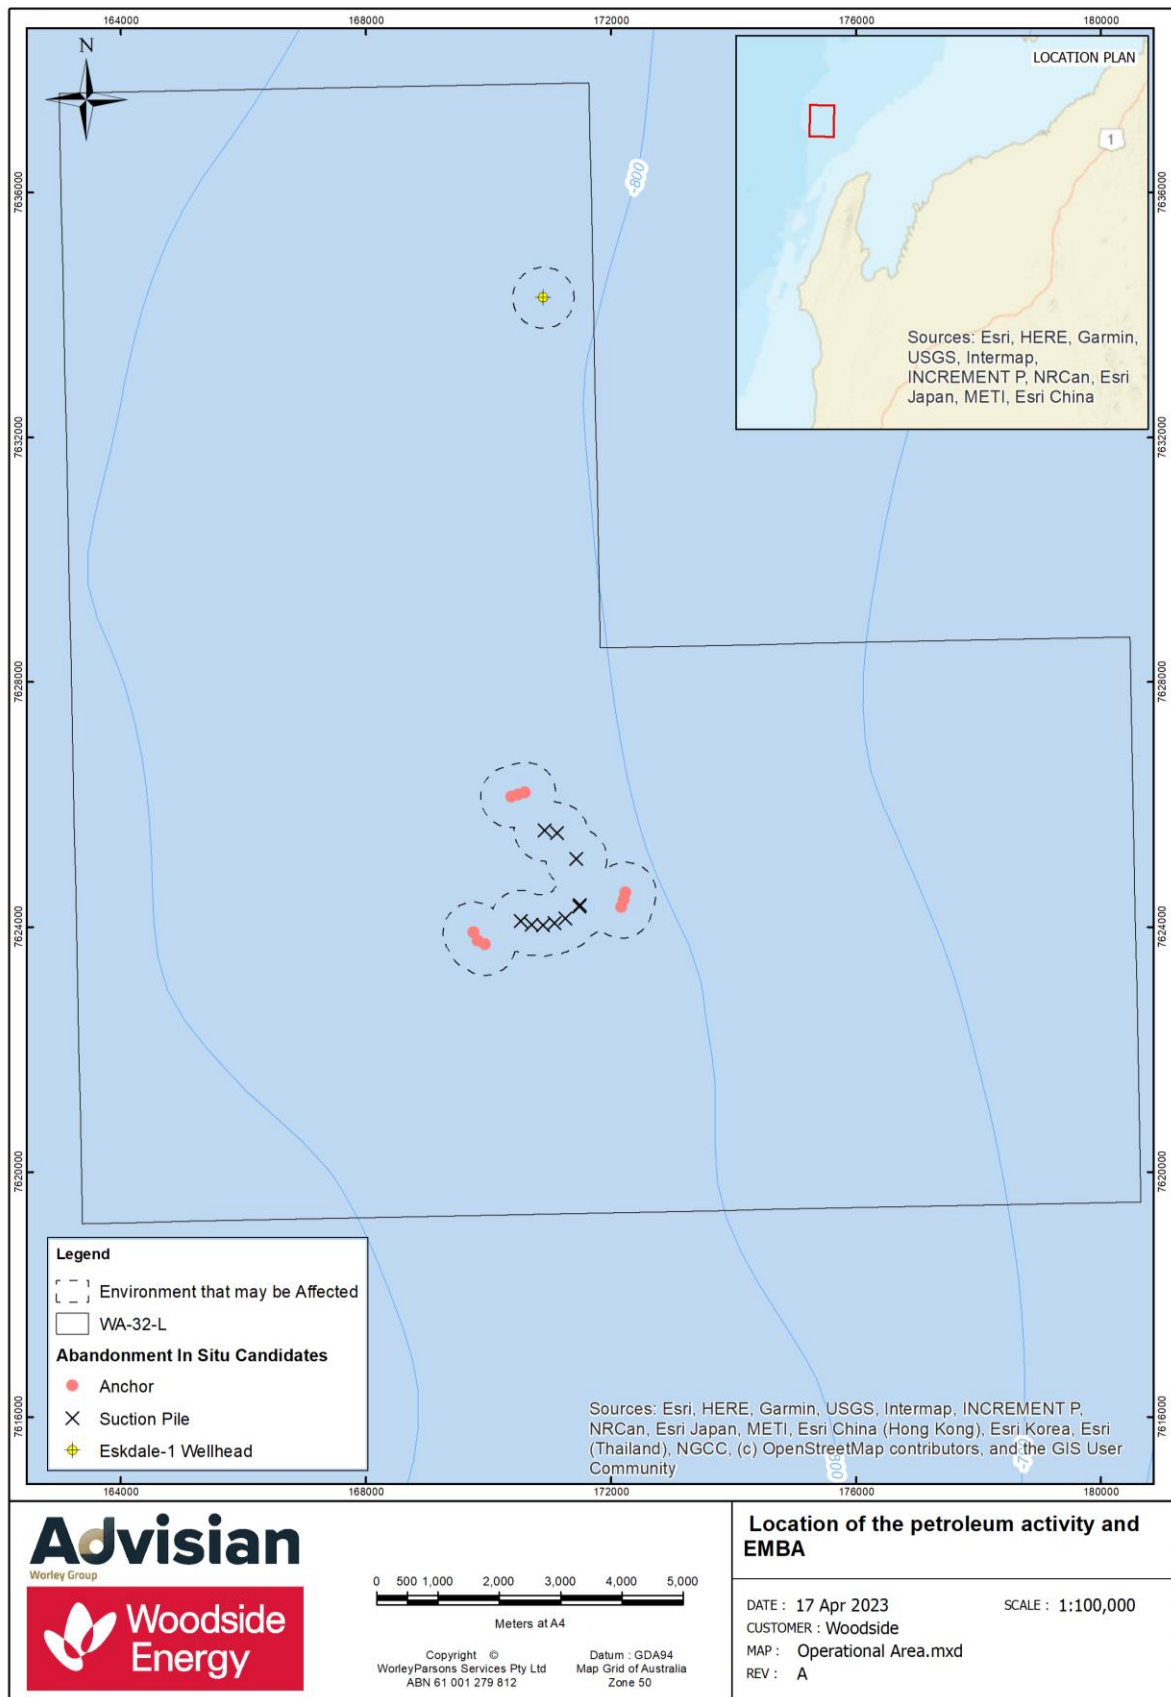 164000 168000 172000 176000 180000
N
LOCATION PLAN
1
Sources: Esri, HERE, Garmin,
USGS, Intermap,
INCREMENT P, NRCan, Esri
Japan, METI, Esri China
-800
7636000 7636000
7632000 7632000
7628000 7628000
7624000 7624000
7620000 7620000
7616000 7616000
Legend
Environment that may be Affected
WA-32-L
Abandonment In Situ Candidates
Anchor
Suction Pile
Eskdale-1 Wellhead
Sources: Esri, HERE, Garmin, USGS, Intermap, INCREMENT P,
NRCan, Esri Japan, METI, Esri China (Hong Kong), Esri Korea, Esri
(Thailand), NGCC, (c) OpenStreetMap contributors, and the GIS User
Community
164000 168000 172000 176000 180000
Advisian
Worley Group
Woodside
Energy
0 500 1,000 2,000 3,000 4,000 5,000
Meters at A4
Copyright ©
WorleyParsons Services Pty Ltd
ABN 61 001 279 812
Datum : GDA94
Map Grid of Australia
Zone 50
Location of the petroleum activity and
EMBA
DATE : 17 Apr 2023 SCALE : 1:100,000
CUSTOMER : Woodside
MAP : Operational Area.mxd
REV : A